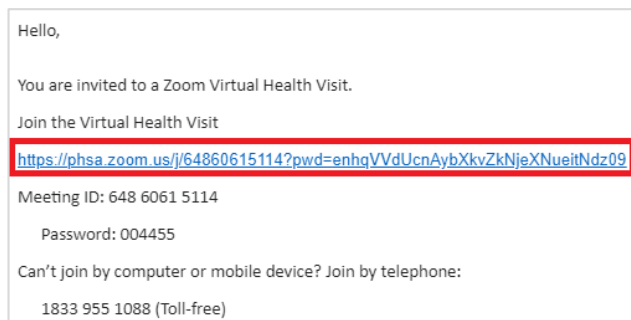 Hello,
You are invited to a Zoom Virtual Health Visit.
Join the Virtual Health Visit
https://phsa.zoom.us/j/64860615114?pwd=enhqVVdUcnAybXkvZkNjeXNueitNdz09
Meeting ID: 648 6061 5114
Password: 004455
Can’t join by computer or mobile device? Join by telephone:
1833 955 1088 (Toll-free)